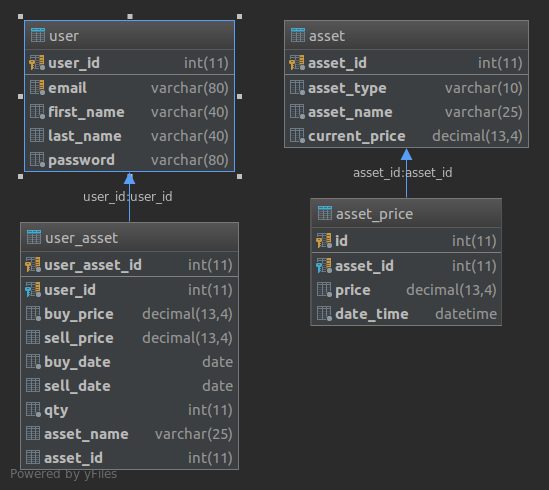 user
user_id int(11)
email varchar(80)
first_name varchar(40)
last_name varchar(40)
password varchar(80)
user_id:user_id
user_asset
user_asset_id int(11)
user_id int(11)
buy_price decimal(13,4)
sell_price decimal(13,4)
buy_date date
sell_date date
qty int(11)
asset_name varchar(25)
asset_id int(11)
asset
asset_id int(11)
asset_type varchar(10)
asset_name varchar(25)
current_price decimal(13,4)
asset_id:asset_id
asset_price
id int(11)
asset_id int(11)
price decimal(13,4)
date_time datetime
Powered by yFiles